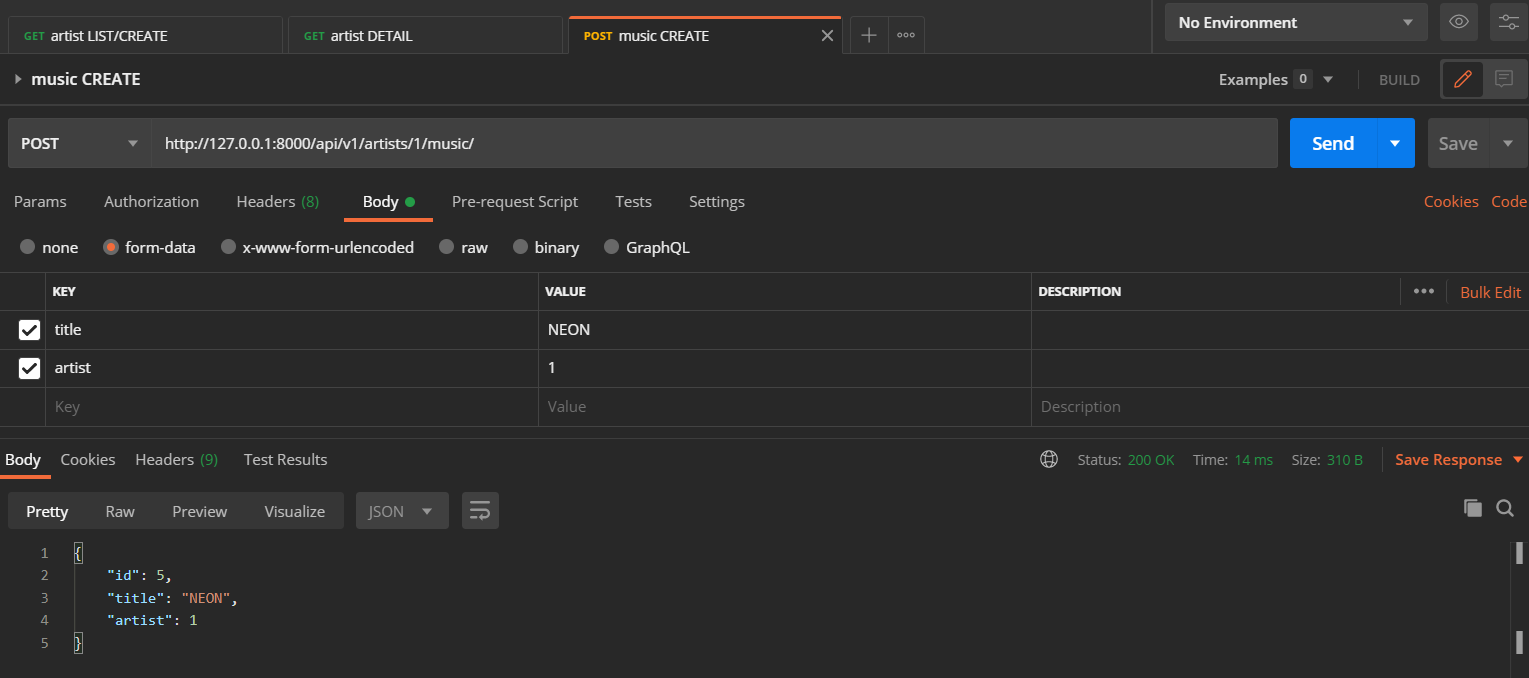 GET artist LIST/CREATE GET artist DETAIL POST music CREATE No Environment
music CREATE Examples 0 BUILD
POST http://127.0.0.1:8000/api/v1/artists/1/music/ Send Save
Params Authorization Headers (8) Body Pre-request Script Tests Settings Cookies Code
none form-data x-www-form-urlencoded raw binary GraphQL
KEY VALUE DESCRIPTION Bulk Edit
title NEON
artist 1
Key Value Description
Body Cookies Headers (9) Test Results Status: 200 OK Time: 14 ms Size: 310 B Save Response
Pretty Raw Preview Visualize JSON
1 {
2 "id": 5,
3 "title": "NEON",
4 "artist": 1
5 }